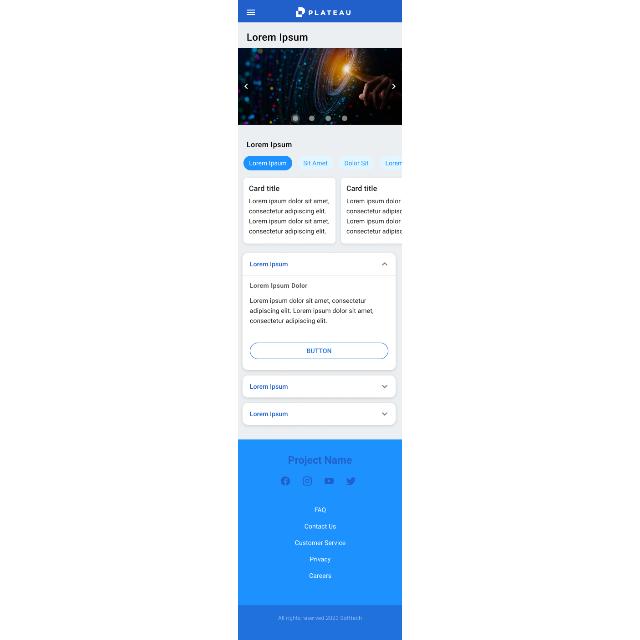 PLATEAU
Lorem Ipsum
Lorem Ipsum
Lorem Ipsum
Sit Amet
Dolor Sit
Lorem
Card title
Lorem ipsum dolor sit amet,
consectetur adipiscing elit.
Lorem ipsum dolor sit amet,
consectetur adipiscing elit.
Card title
Lorem ipsum dolor
consectetur adipisc
Lorem ipsum dolor
consectetur adipisc
Lorem Ipsum
Lorem Ipsum Dolor
Lorem ipsum dolor sit amet, consectetur
adipiscing elit. Lorem ipsum dolor sit amet,
consectetur adipiscing elit.
BUTTON
Lorem Ipsum
Lorem Ipsum
Project Name
FAQ
Contact Us
Customer Service
Privacy
Careers
All rights reserved